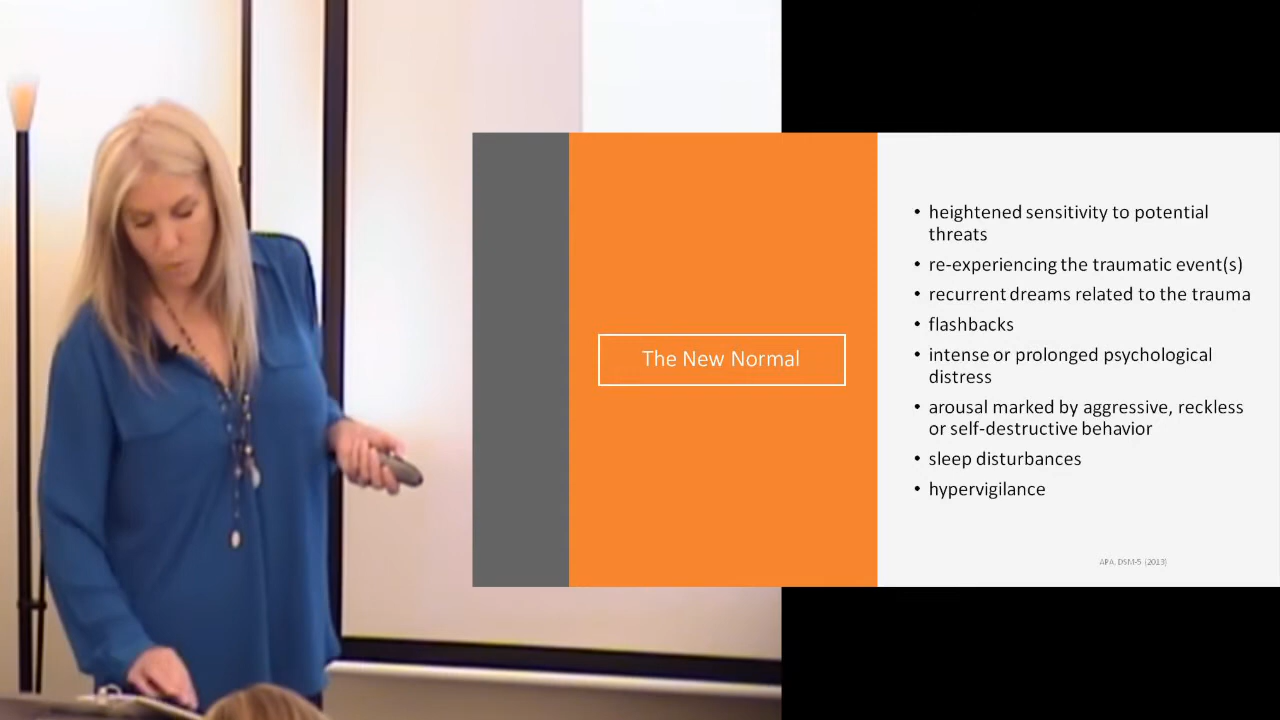 The New Normal
• heightened sensitivity to potential
threats
• re-experiencing the traumatic event(s)
• recurrent dreams related to the trauma
• flashbacks
• intense or prolonged psychological
distress
• arousal marked by aggressive, reckless
or self-destructive behavior
• sleep disturbances
• hypervigilance
APA, DSM-5 (2013)